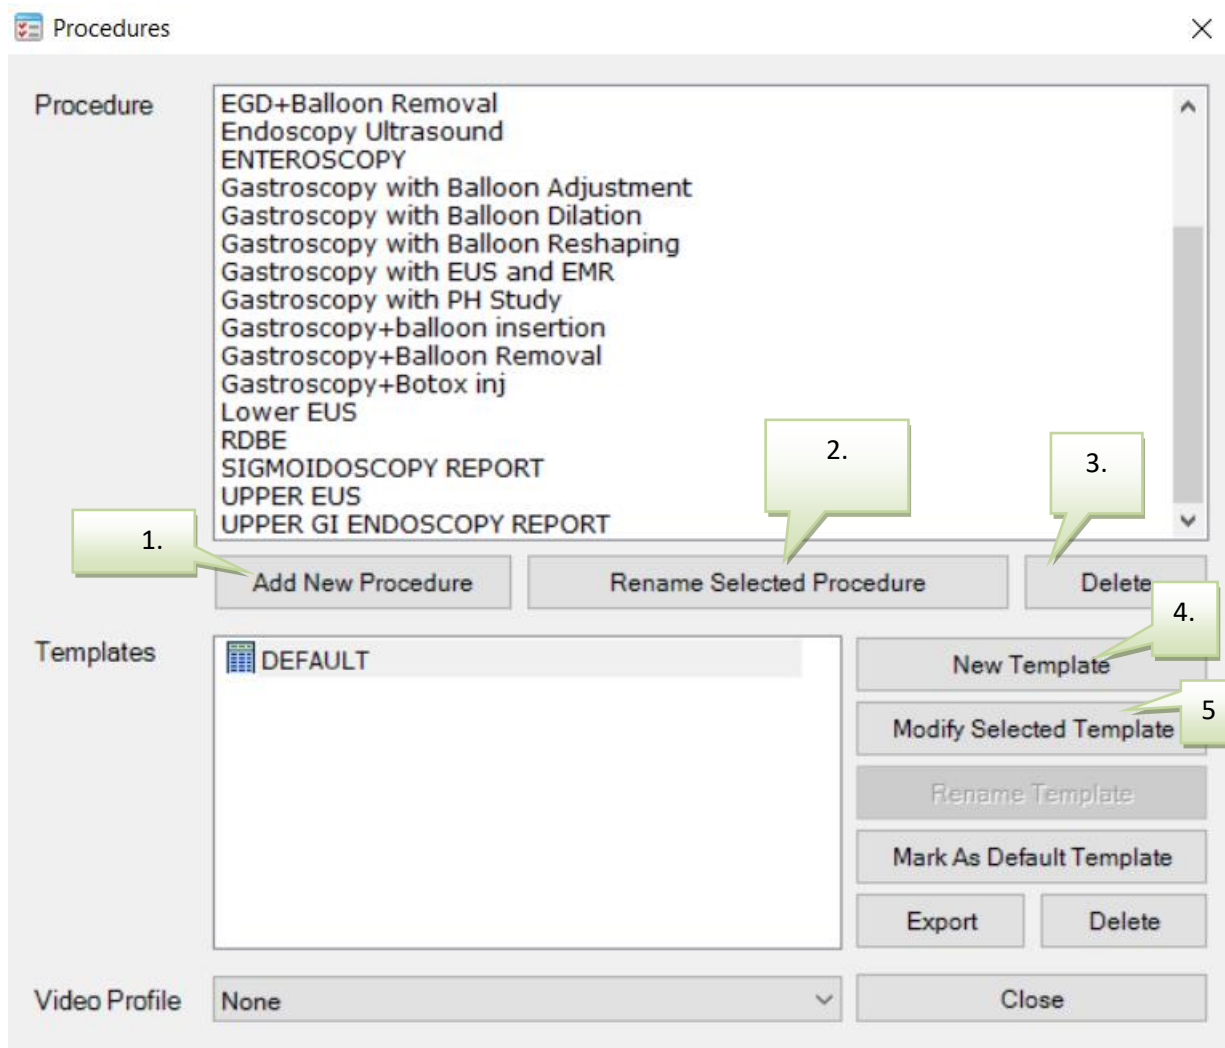 Procedures
Procedure
EGD+Balloon Removal
Endoscopy Ultrasound
ENTEROSCOPY
Gastroscopy with Balloon Adjustment
Gastroscopy with Balloon Dilation
Gastroscopy with Balloon Reshaping
Gastroscopy with EUS and EMR
Gastroscopy with PH Study
Gastroscopy+balloon insertion
Gastroscopy+Balloon Removal
Gastroscopy+Botox inj
Lower EUS
RDBE
SIGMOIDOSCOPY REPORT
UPPER EUS
UPPER GI ENDOSCOPY REPORT
1.
2.
3.
Add New Procedure
Rename Selected Procedure
Delete
4.
Templates
DEFAULT
New Template
5
Modify Selected Template
Rename Template
Mark As Default Template
Export
Delete
Video Profile
None
Close